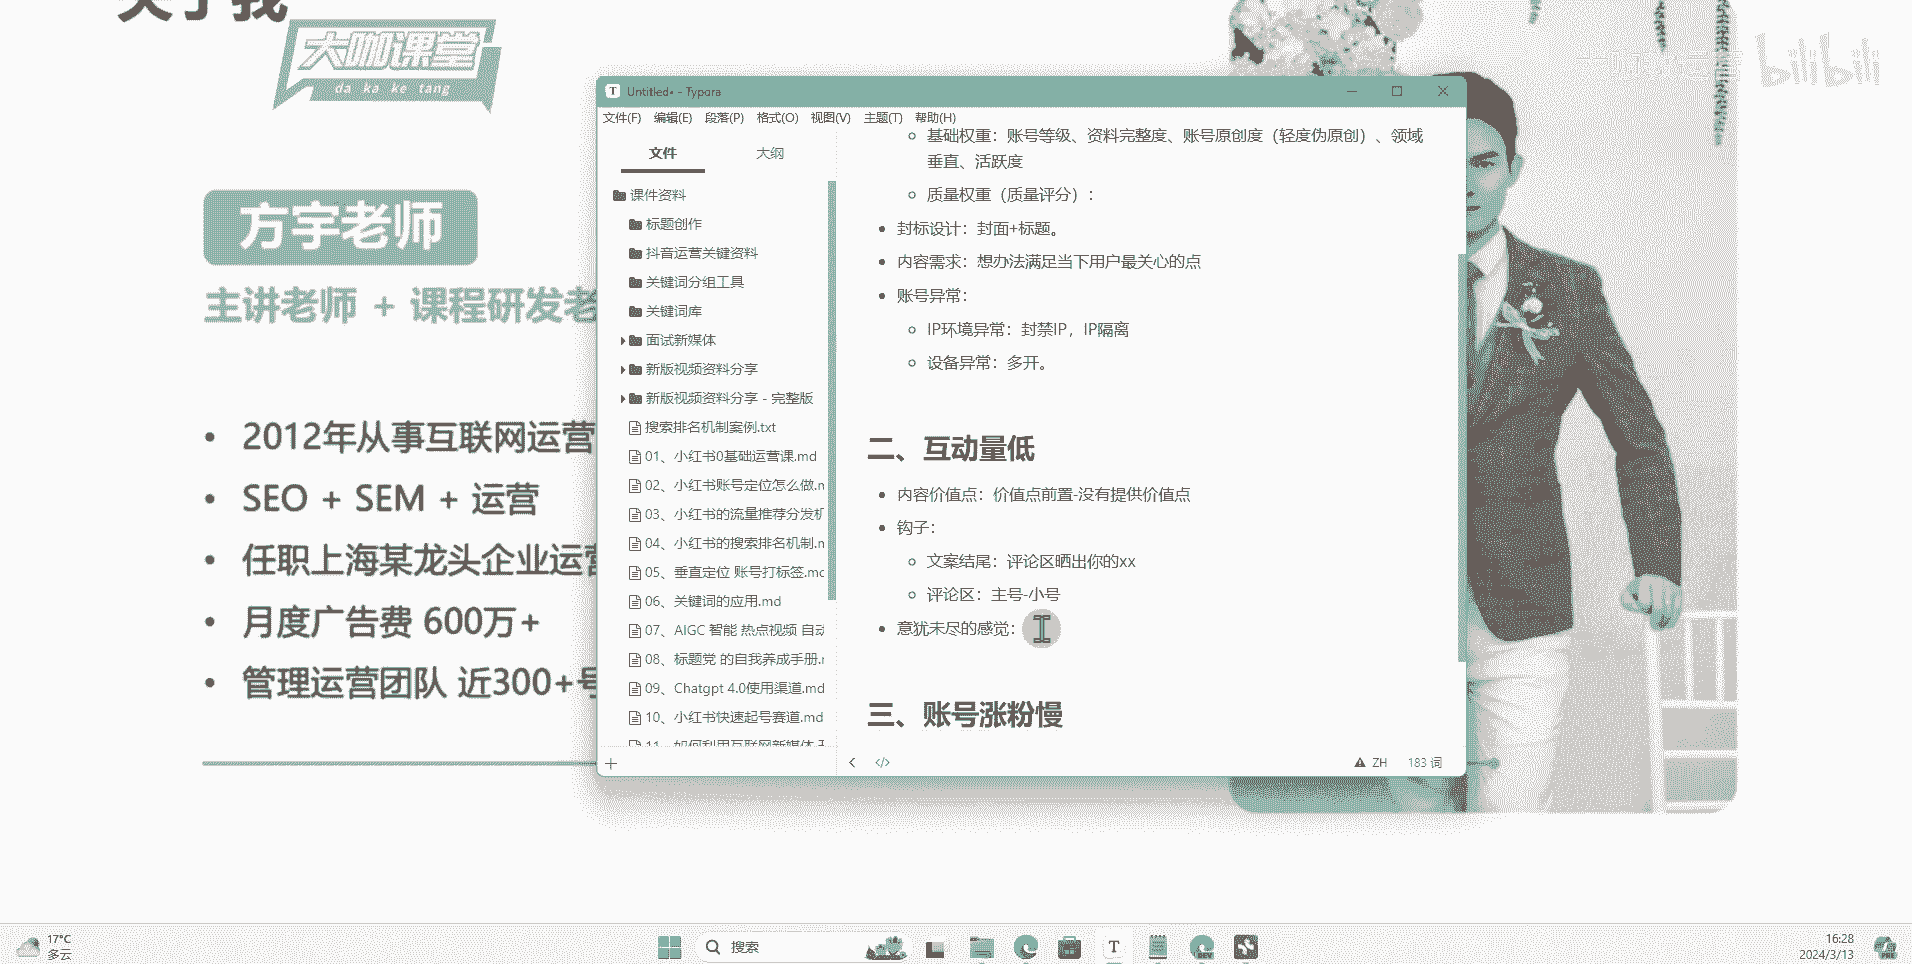 关于我
大咖课堂
da ka ke tang
bilibili
方宇老师
主讲老师 + 课程研发老
2012年从事互联网运营
SEO + SEM + 运营
任职上海某龙头企业运营
月度广告费 600万+
管理运营团队 近300+号
Untitled• - Typora
文件(F) 编辑(E) 段落(P) 格式(O) 视图(V) 主题(T) 帮助(H)
文件 大纲
课件资料
标题创作
抖音运营关键资料
关键词分组工具
关键词库
面试新媒体
新版视频资料分享
新版视频资料分享 - 完整版
搜索排名机制案例.txt
01、小红书0基础运营课.md
02、小红书账号定位怎么做.m
03、小红书的流量推荐分发机
04、小红书的搜索排名机制.m
05、垂直定位 账号打标签.mc
06、关键词的应用.md
07、AIGC 智能 热点视频 自动
08、标题党 的自我养成手册.r
09、Chatgpt 4.0使用渠道.md
10、小红书快速起号赛道.md
11、如何利用互联网新媒体
基础权重：账号等级、资料完整度、账号原创度（轻度伪原创）、领域
垂直、活跃度
质量权重（质量评分）：
封标设计：封面+标题。
内容需求：想办法满足当下用户最关心的点
账号异常：
IP环境异常：封禁IP，IP隔离
设备异常：多开。
二、互动量低
内容价值点：价值点前置-没有提供价值点
钩子：
文案结尾：评论区晒出你的xx
评论区：主号-小号
意犹未尽的感觉：
三、账号涨粉慢
ZH 183 词
17°C
多云
搜索
16:28
2024/3/13